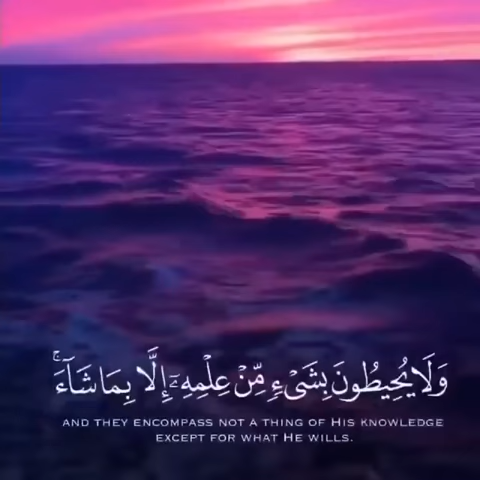 وَلَا يُحِيطُونَ بِشَىْءٍ مِّنْ عِلْمِهِۦٓ إِلَّا بِمَا شَآءَ ۚ
AND THEY ENCOMPASS NOT A THING OF HIS KNOWLEDGE
EXCEPT FOR WHAT HE WILLS.